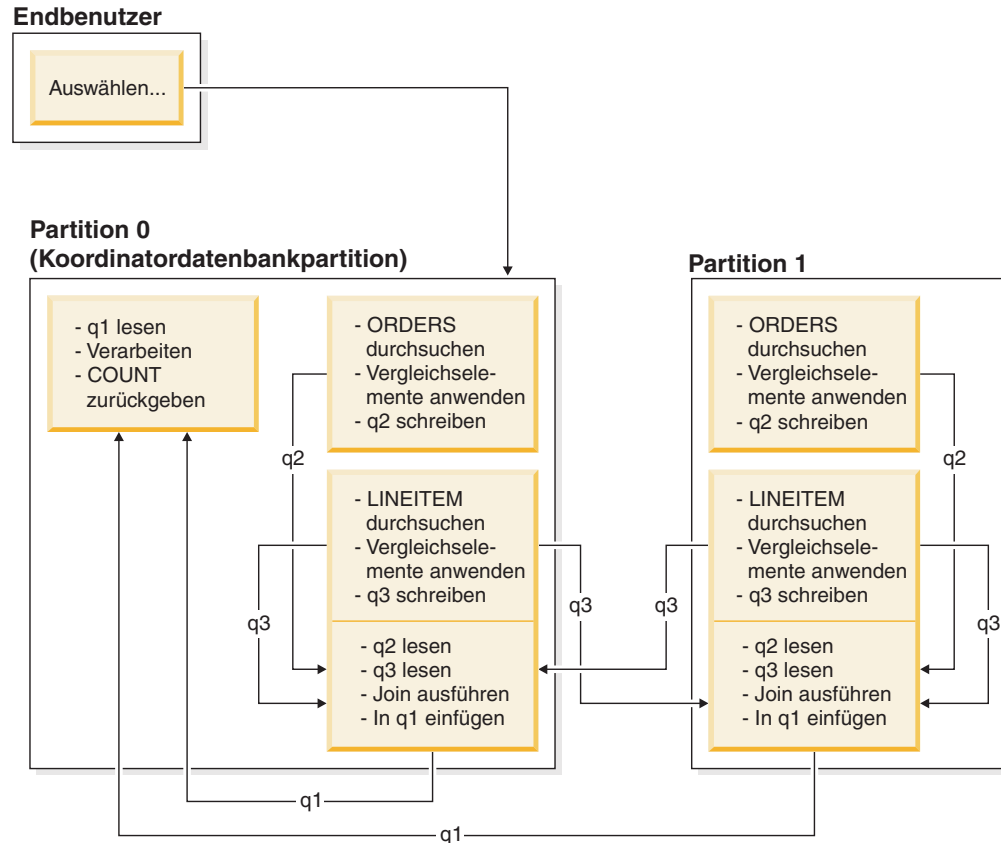 Endbenutzer
Auswählen...
Partition 0
(Koordinatordatenbankpartition)
- q1 lesen
- Verarbeiten
- COUNT
zurückgeben
- ORDERS
durchsuchen
- Vergleichsele-
mente anwenden
- q2 schreiben
q2
- LINEITEM
durchsuchen
- Vergleichsele-
mente anwenden
- q3 schreiben
q3
q3
- q2 lesen
- q3 lesen
- Join ausführen
- In q1 einfügen
Partition 1
- ORDERS
durchsuchen
- Vergleichsele-
mente anwenden
- q2 schreiben
q2
- LINEITEM
durchsuchen
- Vergleichsele-
mente anwenden
- q3 schreiben
q3
q3
- q2 lesen
- q3 lesen
- Join ausführen
- In q1 einfügen
q1
q1